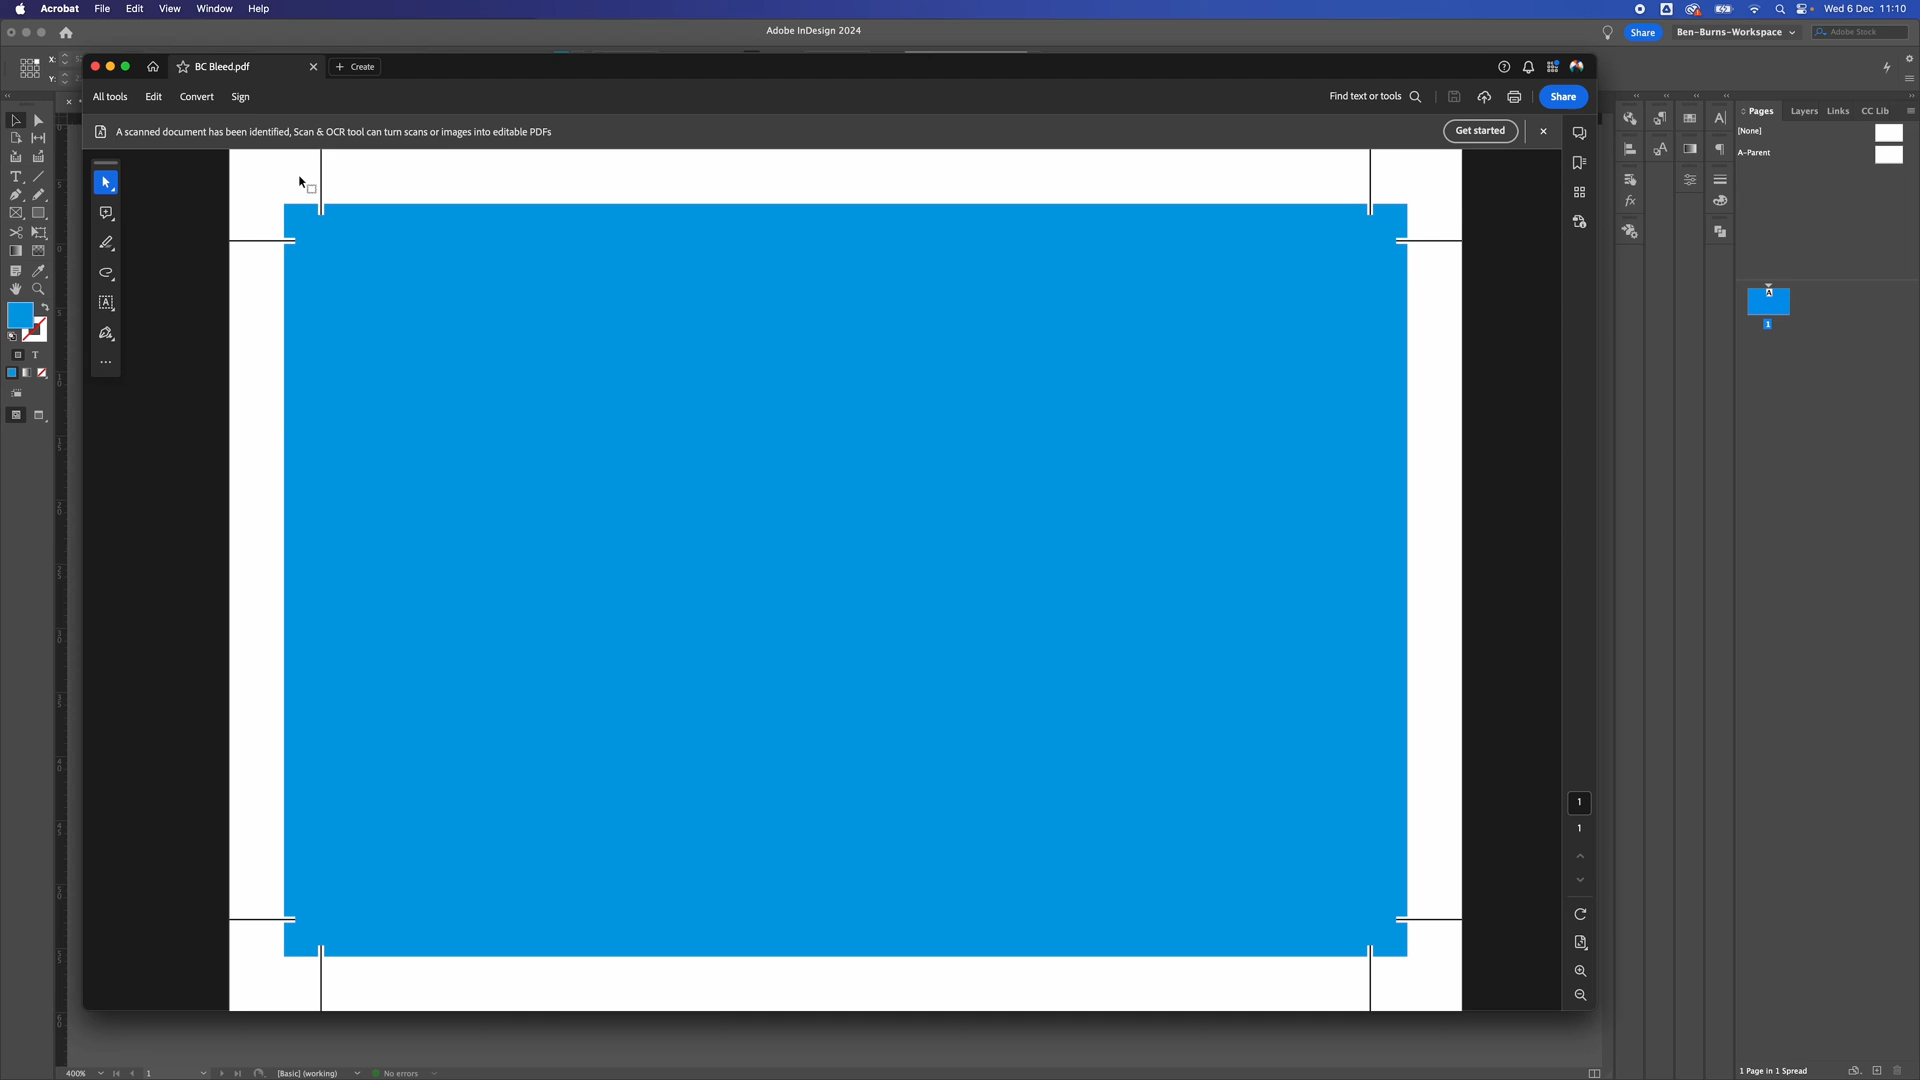 Acrobat File Edit View Window Help
Wed 6 Dec 11:10
Adobe InDesign 2024
Share
Ben-Burns-Workspace
Adobe Stock
X:
Y:
BC Bleed.pdf
Create
All tools Edit Convert Sign
Find text or tools
Share
A scanned document has been identified, Scan & OCR tool can turn scans or images into editable PDFs
Get started
Pages Layers Links CC Lib
[None]
A-Parent
A
1
1
1
400%
1
[Basic] (working)
No errors
1 Page in 1 Spread